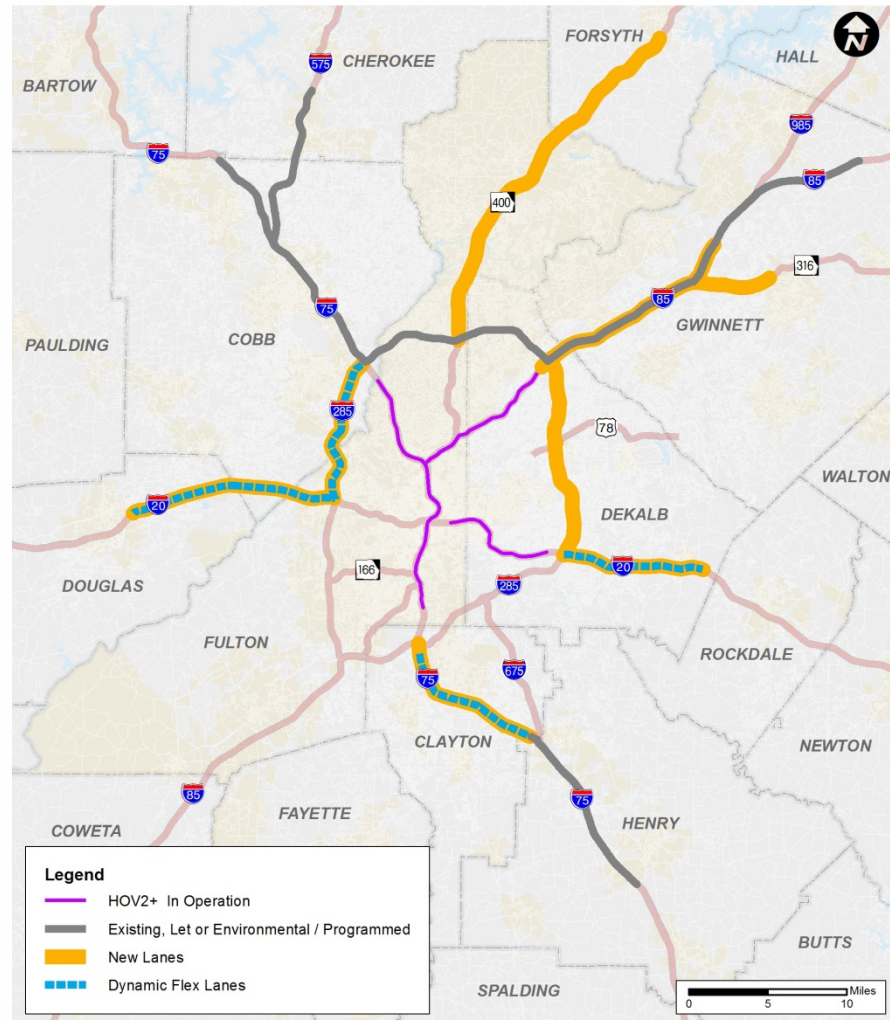 FORSYTH
N
HALL
CHEROKEE
575
BARTOW
985
75
85
400
316
85
75
GWINNETT
COBB
PAULDING
285
78
WALTON
20
DEKALB
166
20
DOUGLAS
285
FULTON
ROCKDALE
75
675
CLAYTON
NEWTON
85
75
FAYETTE
HENRY
COWETA
Legend
HOV2+ In Operation
Existing, Let or Environmental / Programmed
New Lanes
Dynamic Flex Lanes
BUTTS
SPALDING
Miles
0 5 10